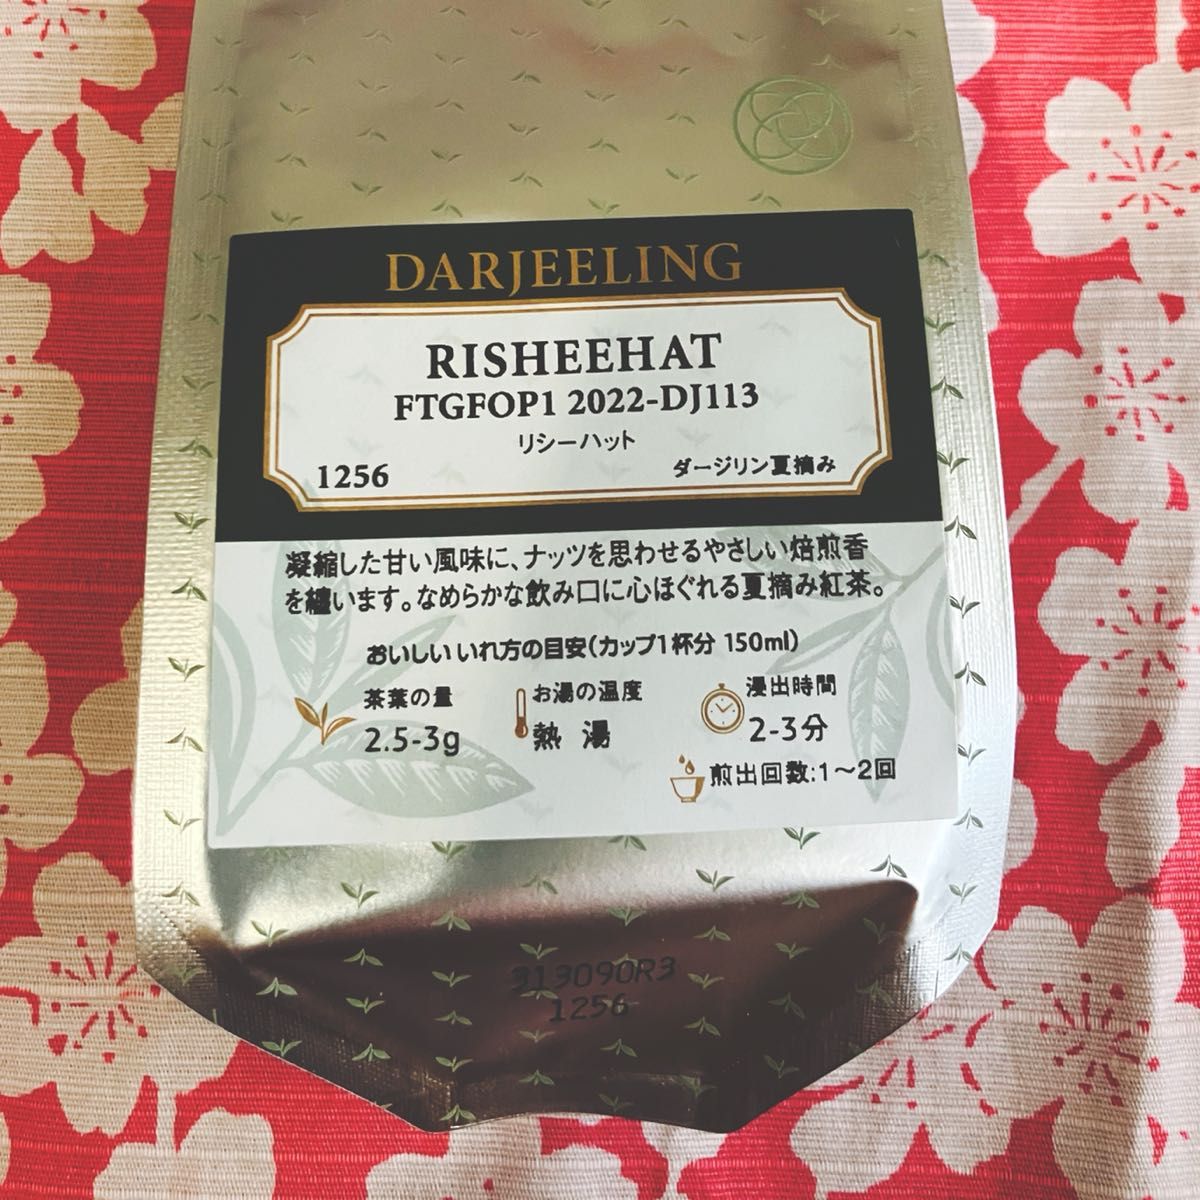 DARJEELING
RISHEEHAT
FTGFOP1 2022-DJ113
リシーハット
1256
ダージリン夏摘み
凝縮した甘い風味に、ナッツを思わせるやさしい焙煎香
を纏います。なめらかな飲み口に心ほぐれる夏摘み紅茶。
おいしい いれ方の目安(カップ1杯分 150ml)
茶葉の量
2.5-3g
お湯の温度
熱 湯
浸出時間
2-3分
煎出回数:1～2回
313090R3
1256